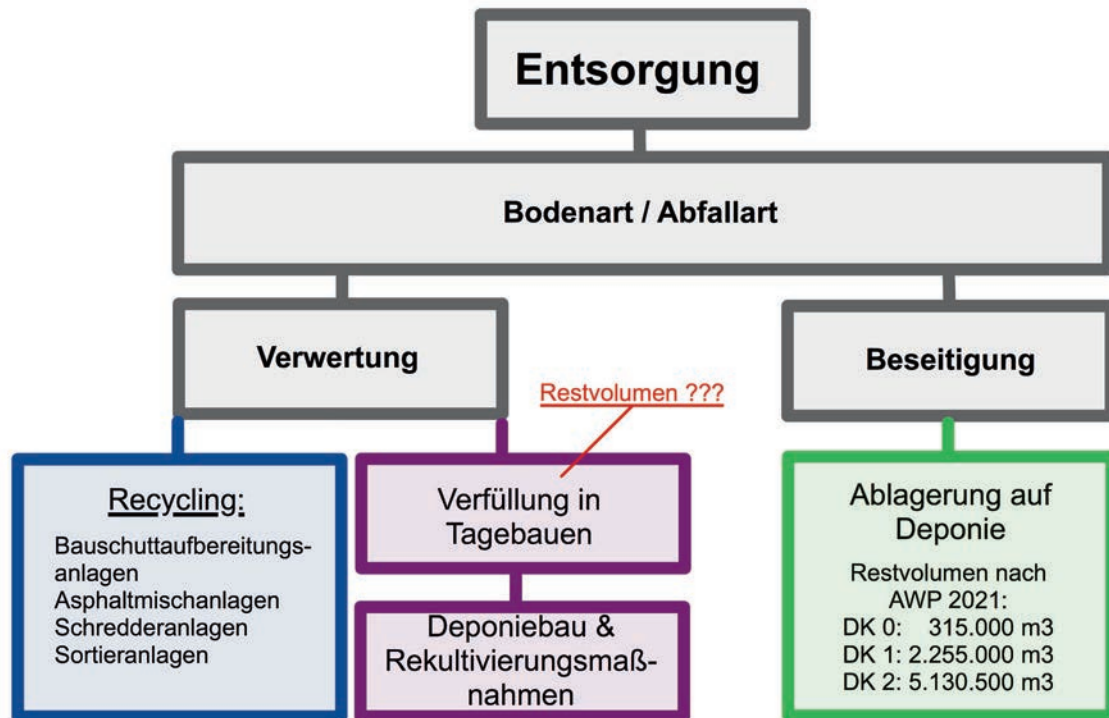 Entsorgung
Bodenart / Abfallart
Verwertung
Beseitigung
Restvolumen ???
Recycling:
Bauschuttaufbereitungs-
anlagen
Asphaltmischanlagen
Schredderanlagen
Sortieranlagen
Verfüllung in
Tagebauen
Deponiebau &
Rekultivierungsmaß-
nahmen
Ablagerung auf
Deponie
Restvolumen nach
AWP 2021:
DK 0: 315.000 m3
DK 1: 2.255.000 m3
DK 2: 5.130.500 m3